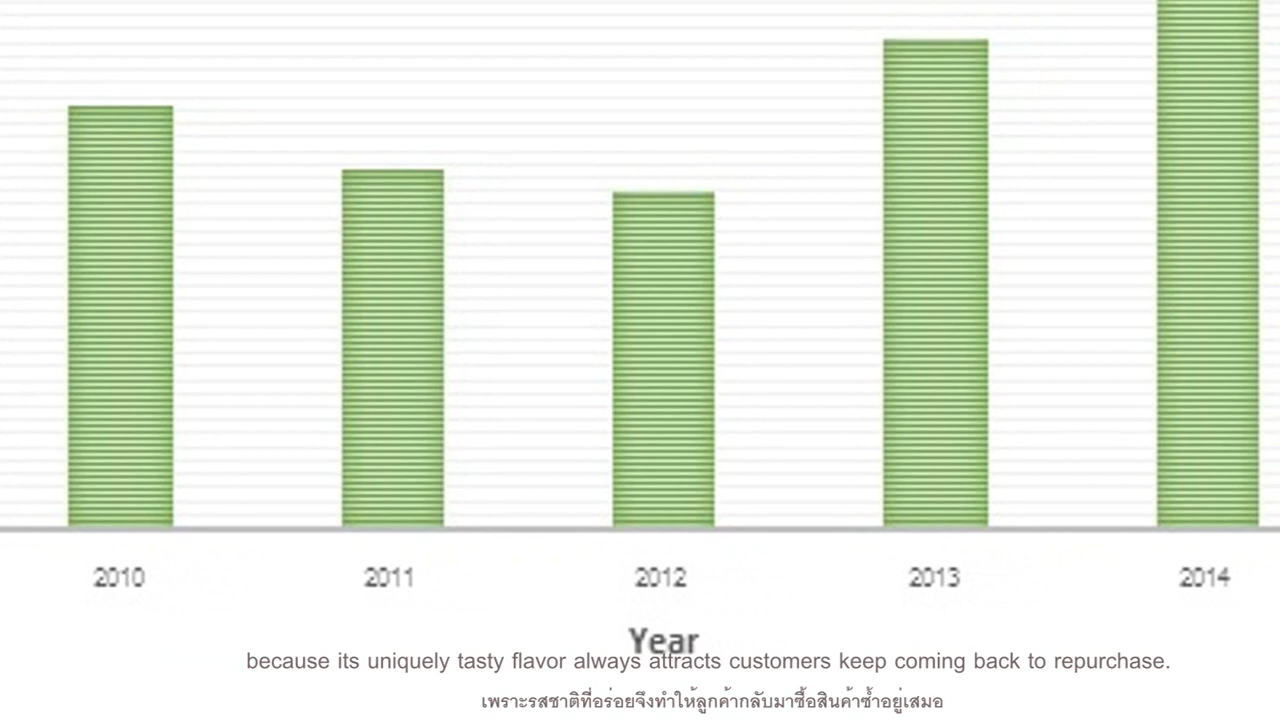 2010 2011 2012 2013 2014
Year
because its uniquely tasty flavor always attracts customers keep coming back to repurchase.
เพราะรสชาติที่อร่อยจึงทำให้ลูกค้ากลับมาซื้อสินค้าซ้ำอยู่เสมอ